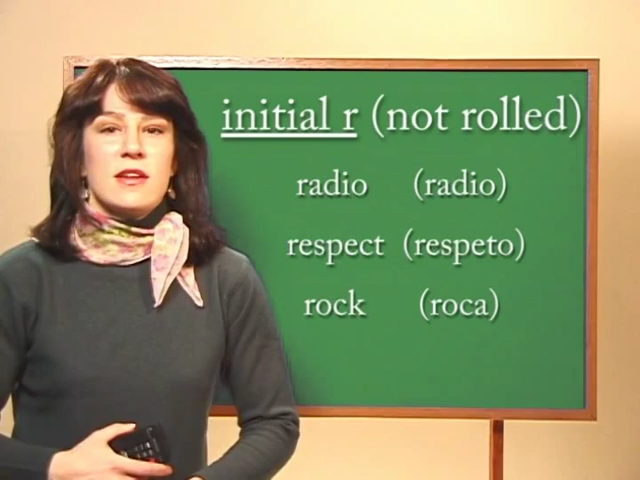 initial r (not rolled)
radio (radio)
respect (respeto)
rock (roca)